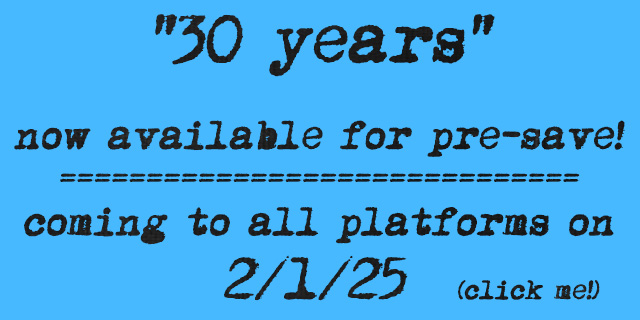 "30 years"
now available for pre-save!
===============================
coming to all platforms on
2/1/25 (click me!)